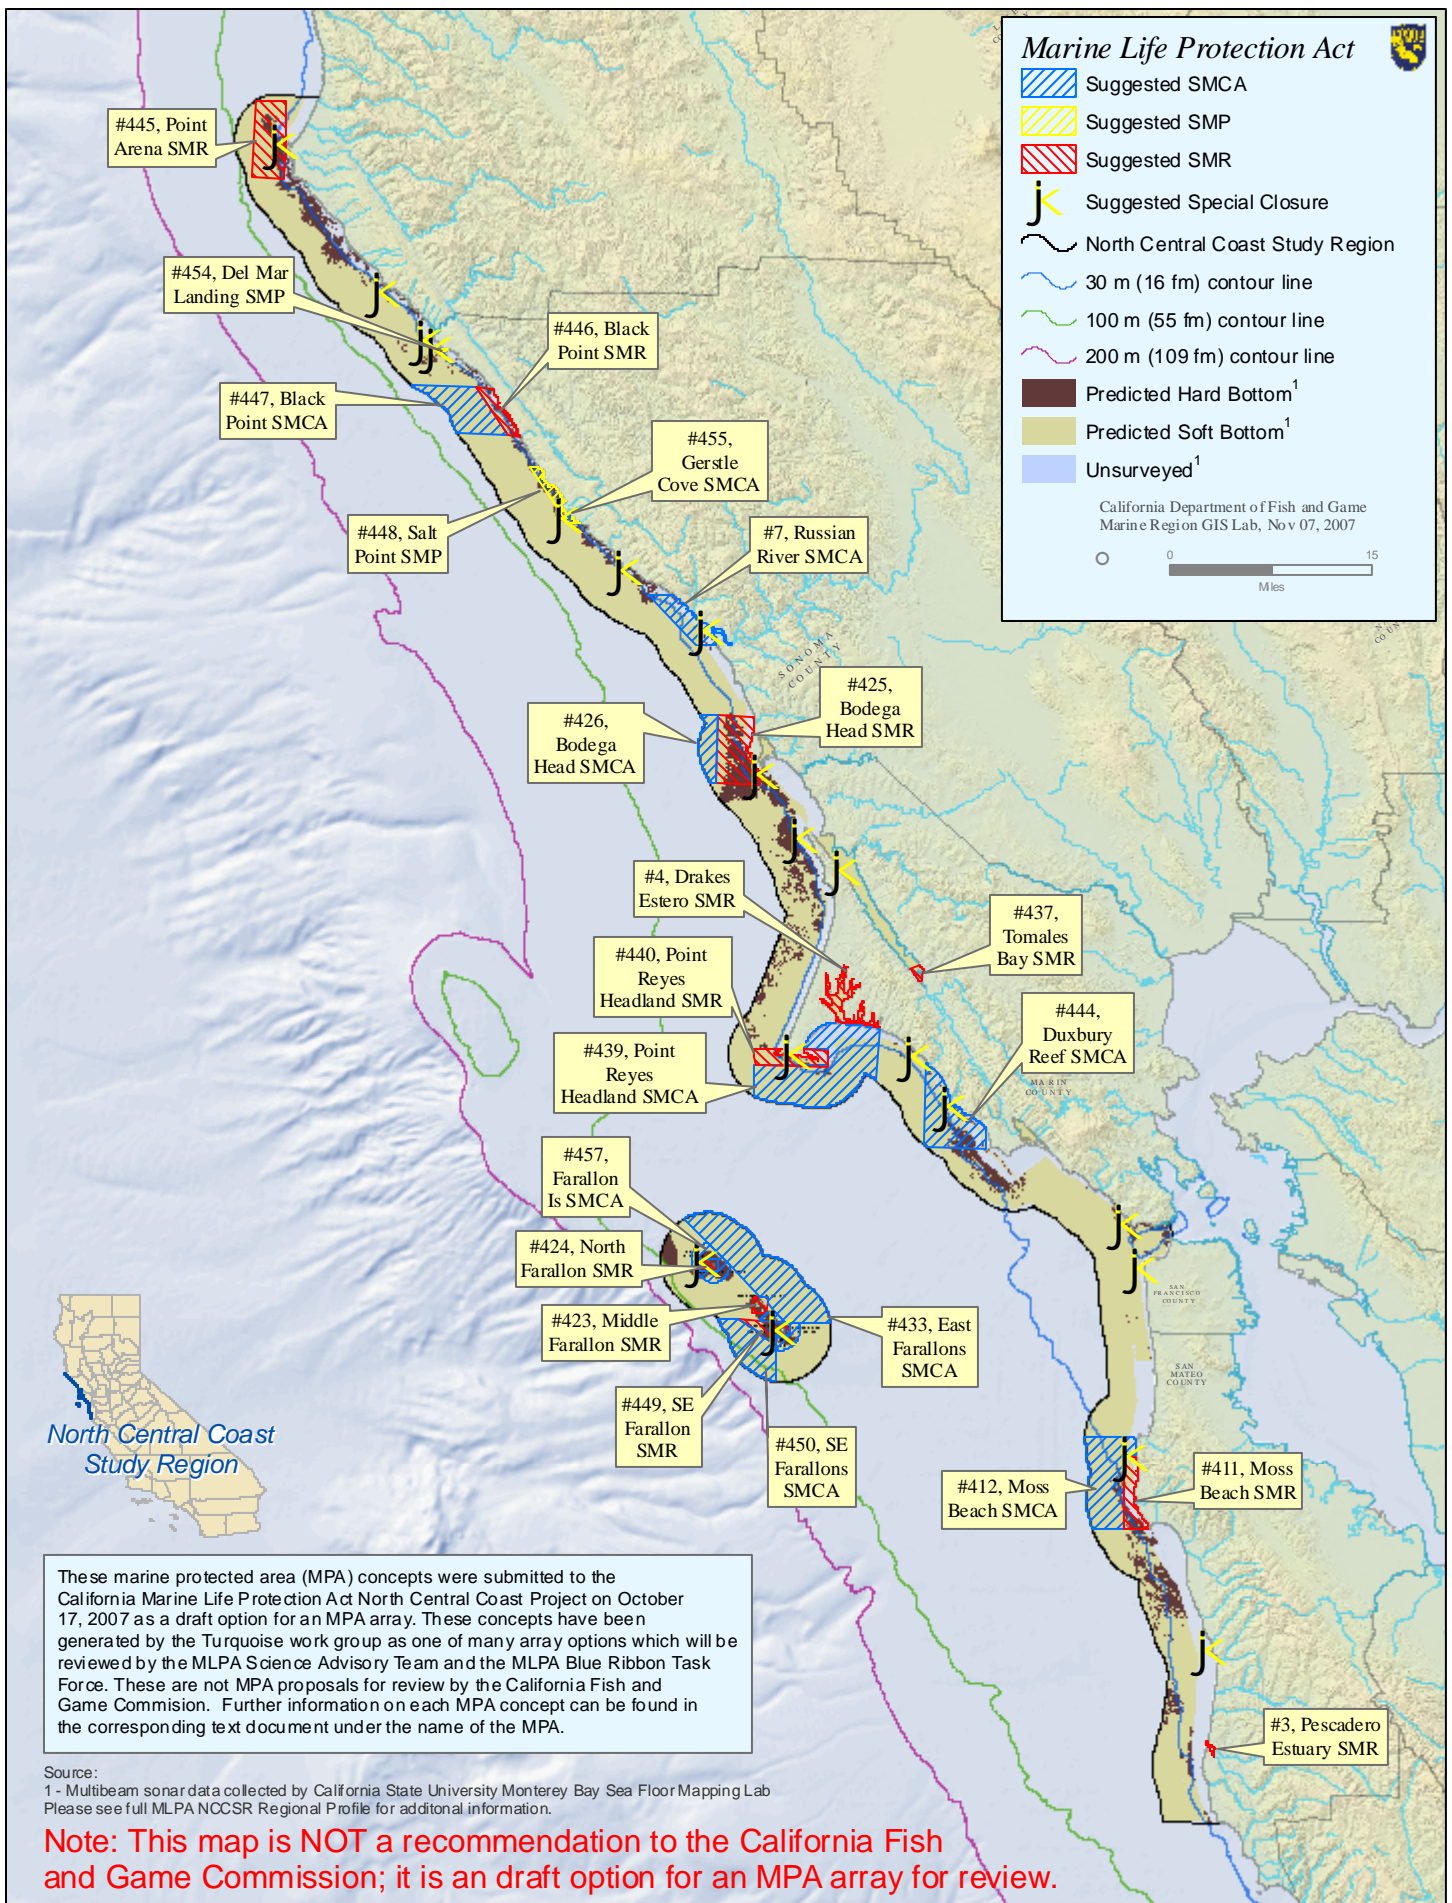 Marine Life Protection Act
Suggested SMCA
Suggested SMP
Suggested SMR
j
Suggested Special Closure
North Central Coast Study Region
30 m (16 fm) contour line
100 m (55 fm) contour line
200 m (109 fm) contour line
Predicted Hard Bottom1
Predicted Soft Bottom1
Unsurveyed1
California Department of Fish and Game
Marine Region GIS Lab, Nov 07, 2007
0 15
Miles
#445, Point
Arena SMR
#454, Del Mar
Landing SMP
#446, Black
Point SMR
#447, Black
Point SMCA
#455,
Gerstle
Cove SMCA
#448, Salt
Point SMP
#7, Russian
River SMCA
SONOMA
COUNTY
#425,
Bodega
Head SMR
#426,
Bodega
Head SMCA
#4, Drakes
Estero SMR
#437,
Tomales
Bay SMR
#440, Point
Reyes
Headland SMR
#444,
Duxbury
Reef SMCA
#439, Point
Reyes
Headland SMCA
MARIN
COUNTY
#457,
Farallon
Is SMCA
#424, North
Farallon SMR
#423, Middle
Farallon SMR
#433, East
Farallons
SMCA
#449, SE
Farallon
SMR
#450, SE
Farallons
SMCA
SAN
FRANCISCO
COUNTY
SAN
MATEO
COUNTY
#412, Moss
Beach SMCA
#411, Moss
Beach SMR
#3, Pescadero
Estuary SMR
North Central Coast
Study Region
These marine protected area (MPA) concepts were submitted to the
California Marine Life Protection Act North Central Coast Project on October
17, 2007 as a draft option for an MPA array. These concepts have been
generated by the Turquoise work group as one of many array options which will be
reviewed by the MLPA Science Advisory Team and the MLPA Blue Ribbon Task
Force. These are not MPA proposals for review by the California Fish and
Game Commision. Further information on each MPA concept can be found in
the corresponding text document under the name of the MPA.
Source:
1 - Multibeam sonar data collected by California State University Monterey Bay Sea Floor Mapping Lab
Please see full MLPA NCCSR Regional Profile for additonal information.
Note: This map is NOT a recommendation to the California Fish
and Game Commission; it is an draft option for an MPA array for review.